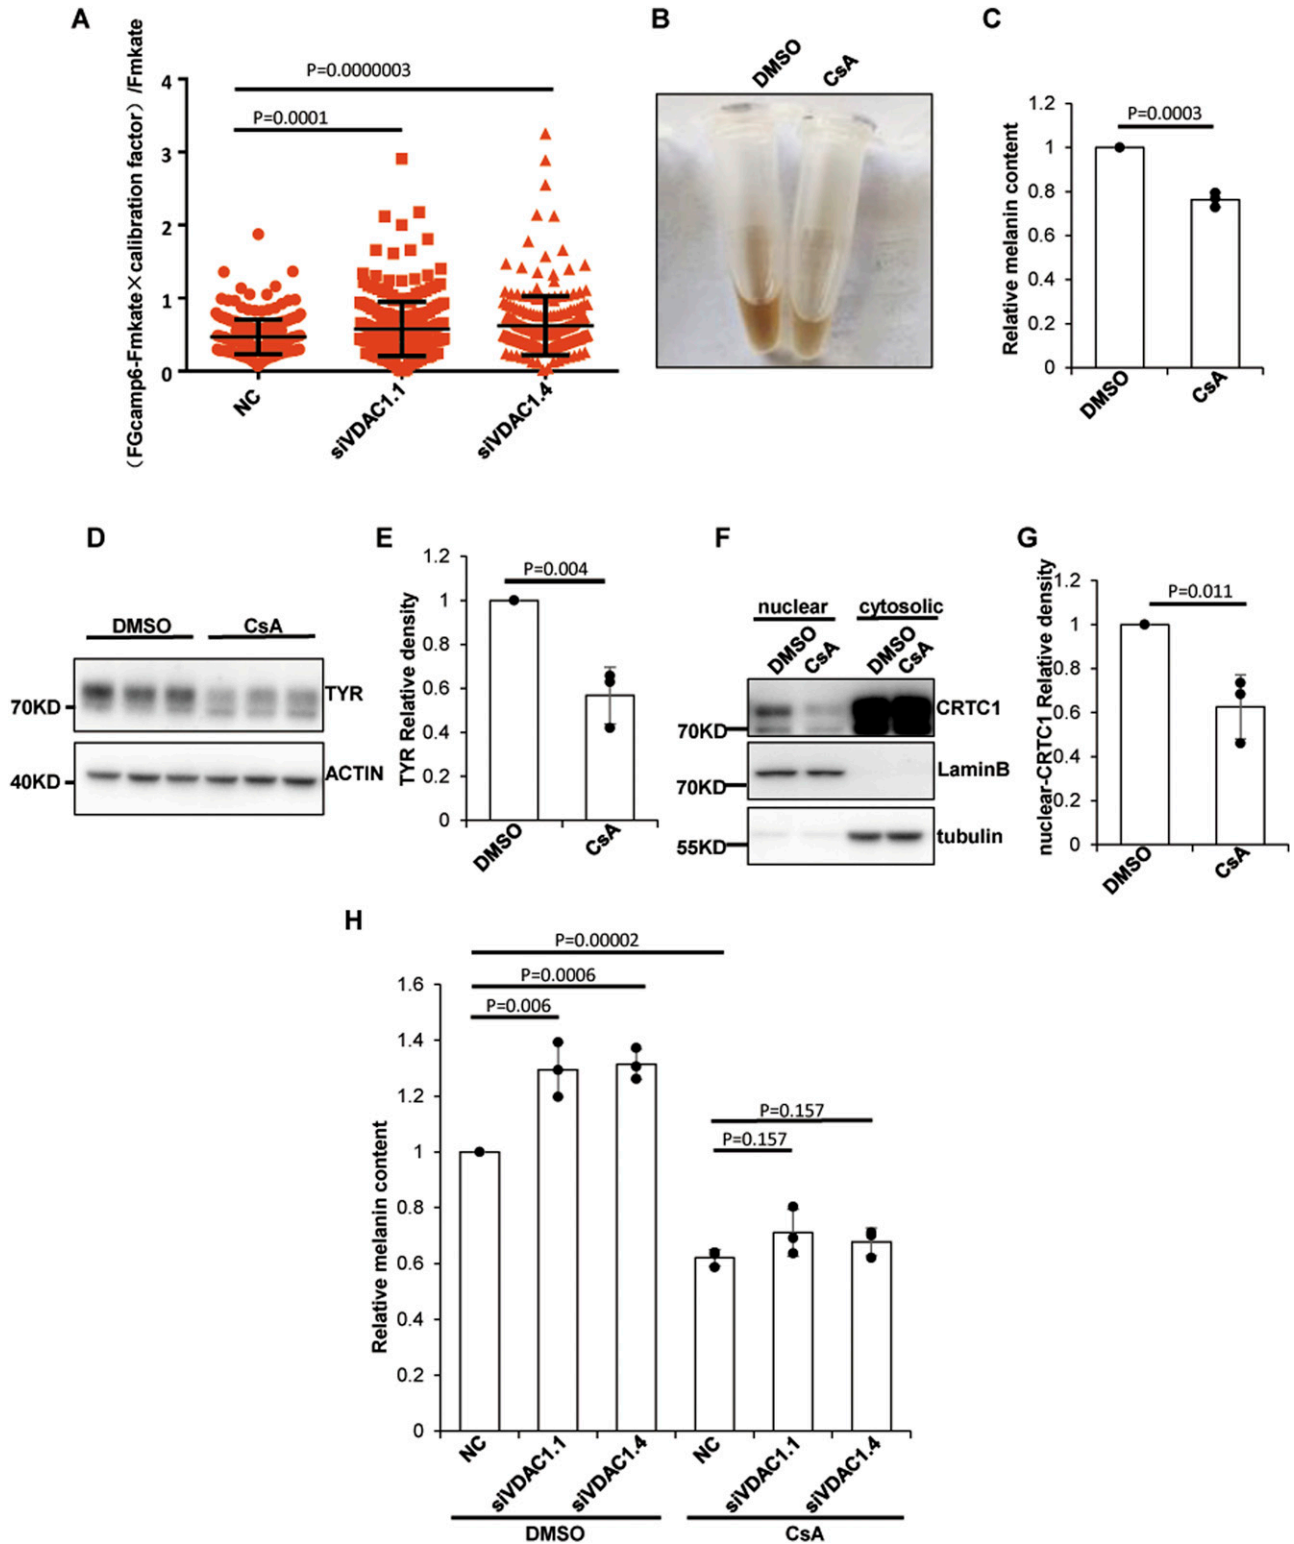 A
(FGcamp6-Fmkate×calibration factor) /Fmkate
P=0.0000003
P=0.0001
4
3
2
1
0
NC
siVDAC1.1
siVDAC1.4
B
DMSO
CsA
C
Relative melanin content
P=0.0003
1.2
1
0.8
0.6
0.4
0.2
0
DMSO
CsA
D
DMSO
CsA
70KD
TYR
40KD
ACTIN
E
TYR Relative density
P=0.004
1.2
1
0.8
0.6
0.4
0.2
0
DMSO
CsA
F
nuclear
cytosolic
DMSO
CsA
DMSO
CsA
70KD
CRTC1
70KD
LaminB
55KD
tubulin
G
nuclear-CRTC1 Relative density
P=0.011
1.2
1
0.8
0.6
0.4
0.2
0
DMSO
CsA
H
Relative melanin content
P=0.00002
P=0.0006
P=0.006
P=0.157
P=0.157
1.6
1.4
1.2
1
0.8
0.6
0.4
0.2
0
NC
siVDAC1.1
siVDAC1.4
NC
siVDAC1.1
siVDAC1.4
DMSO
CsA